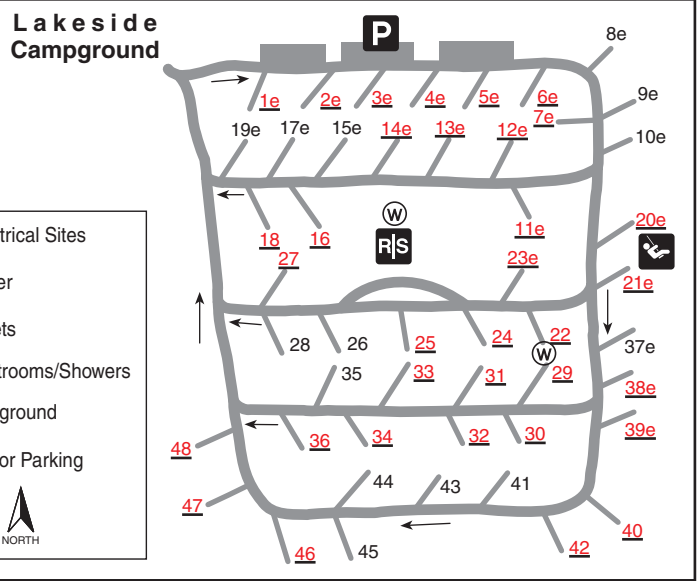 Lakeside
Campground
P
8e
1e 2e 3e 4e 5e 6e
7e 9e
19e 17e 15e 14e 13e 12e 10e
18 16 W 11e 20e
R|S
27 23e
21e
28 26 25 24 22 37e
W
35 33 31 29
38e
36 34 32 30 39e
48
44 43 41
47
40
46 45 42
trical Sites
er
ets
trooms/Showers
ground
or Parking
NORTH